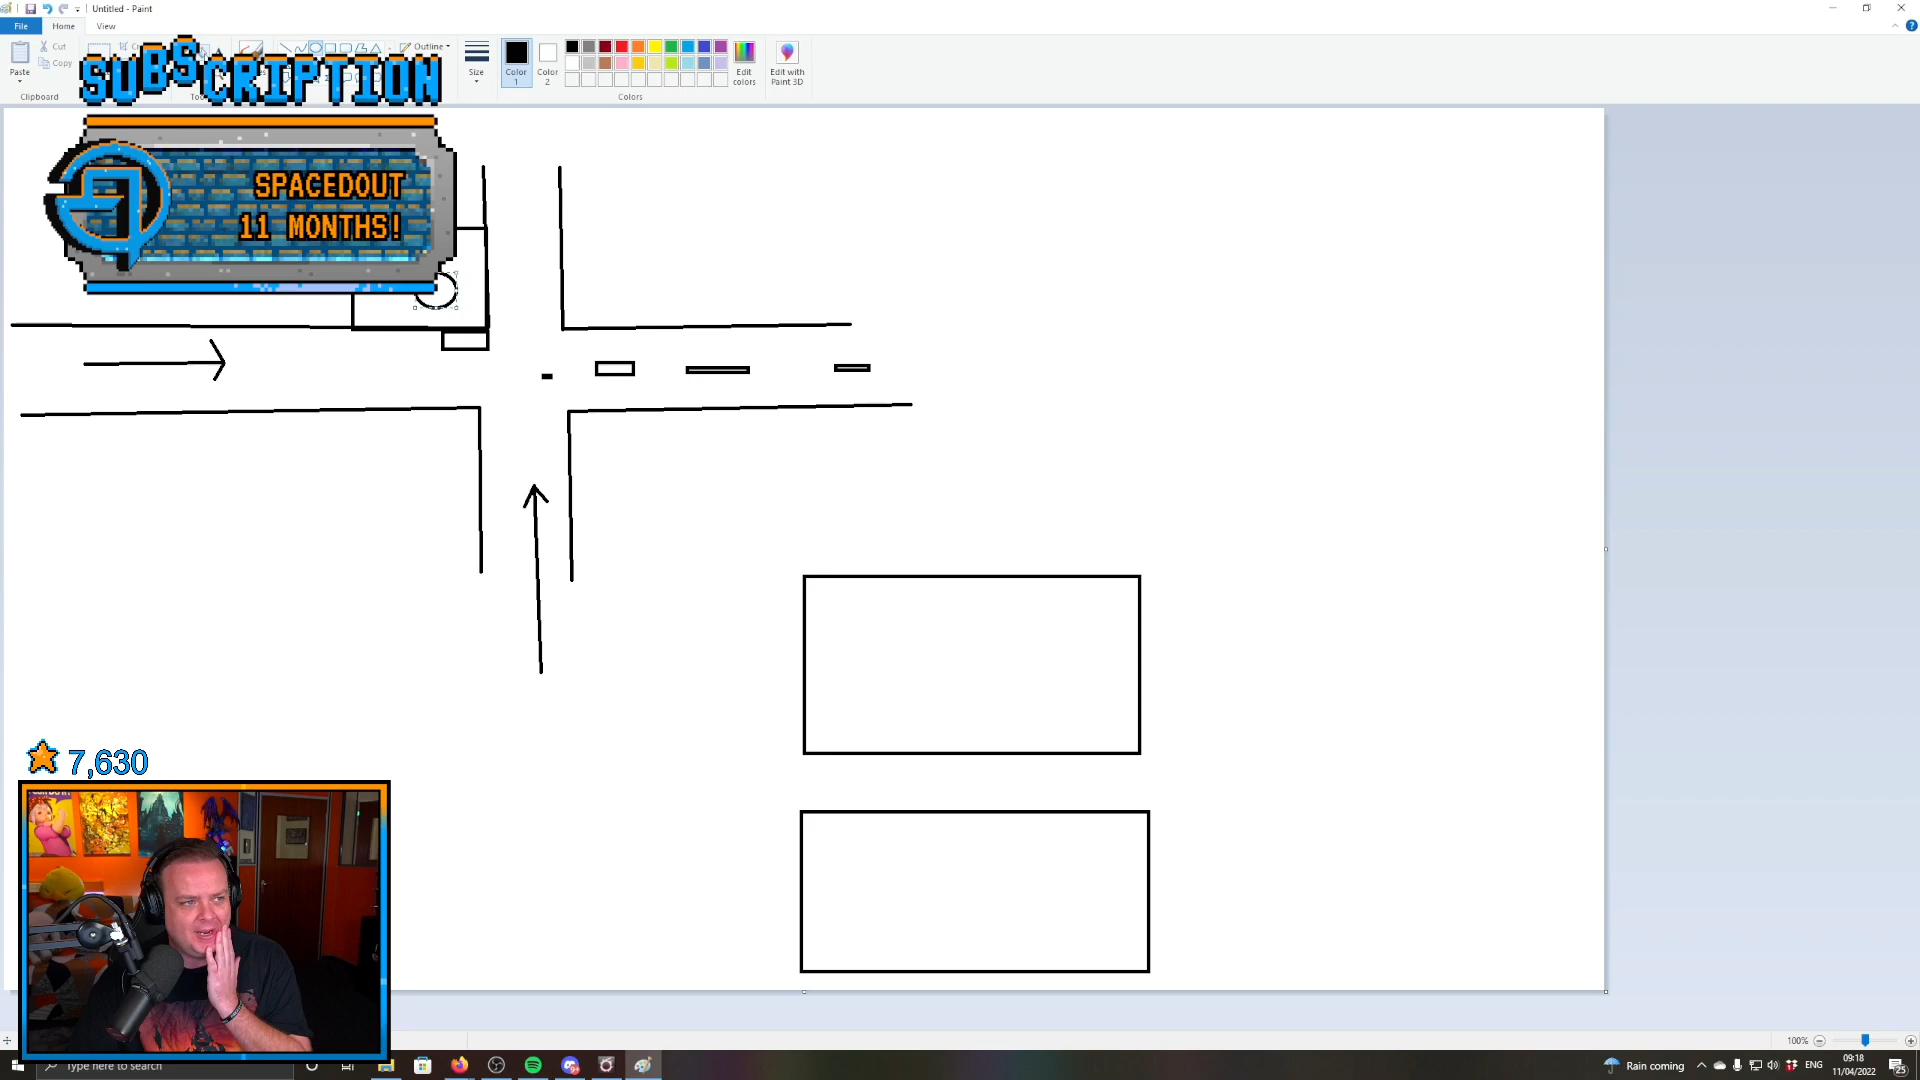 Untitled - Paint
File
Home
View
Cut
Copy
Paste
Outline
Size
Color 1
Color 2
Edit colors
Edit with Paint 3D
Clipboard
Colors
SUBSCRIPTION
SPACEDOUT
11 MONTHS!
7,630
100%
Type here to search
Rain coming
ENG
09:18
11/04/2022
25